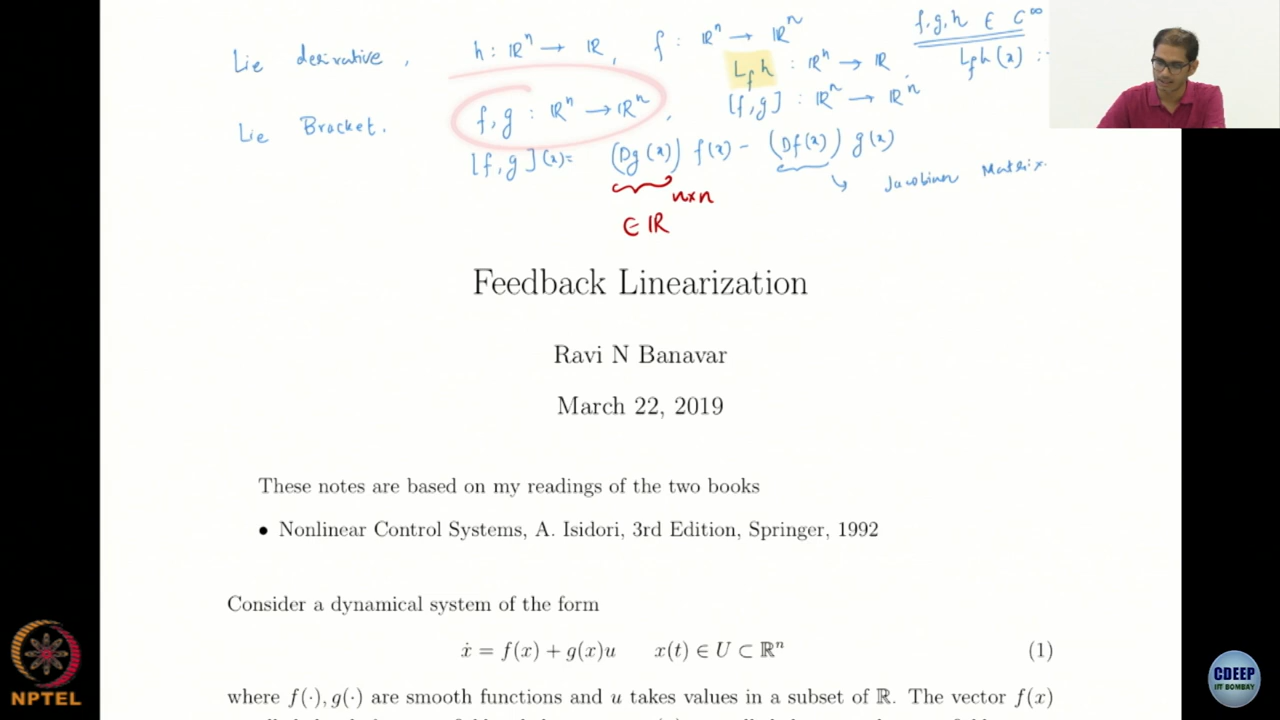 Lie derivative, h : ℝⁿ → ℝ, f : ℝⁿ → ℝⁿ f,g,h ∈ C^∞
L_f h : ℝⁿ → ℝ, L_f h(x) :
Lie Bracket. f,g : ℝⁿ → ℝⁿ, [f,g] : ℝⁿ → ℝⁿ
[f,g](x)= (Dg(x)) f(x) - (Df(x)) g(x)
↳ Jacobian Matrix.
∈ ℝ^{n×n}
Feedback Linearization
Ravi N Banavar
March 22, 2019
These notes are based on my readings of the two books
• Nonlinear Control Systems, A. Isidori, 3rd Edition, Springer, 1992
Consider a dynamical system of the form
ẋ = f(x) + g(x)u x(t) ∈ U ⊂ ℝⁿ (1)
where f(·), g(·) are smooth functions and u takes values in a subset of ℝ. The vector f(x)
NPTEL
CDEEP
IIT BOMBAY